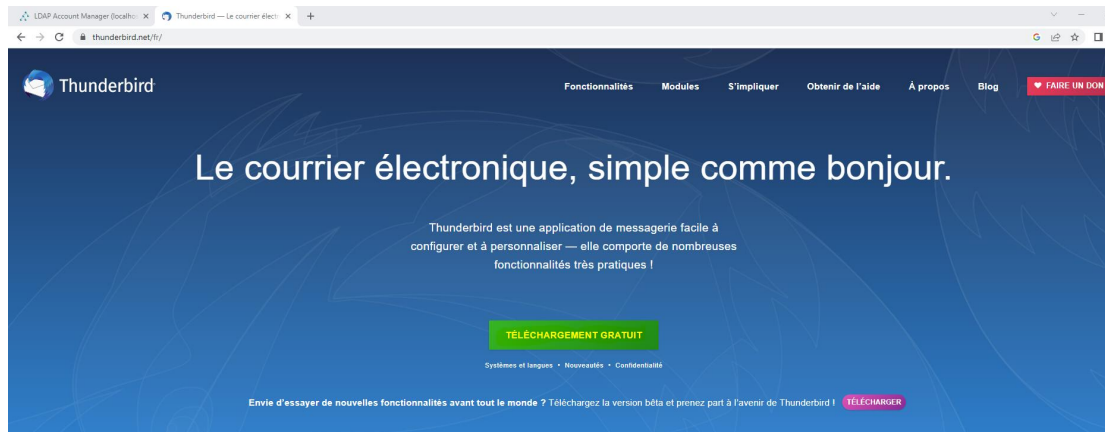 LDAP Account Manager (localho
Thunderbird — Le courrier élect
thunderbird.net/fr/
Thunderbird
Fonctionnalités Modules S'impliquer Obtenir de l'aide À propos Blog FAIRE UN DON
Le courrier électronique, simple comme bonjour.
Thunderbird est une application de messagerie facile à
configurer et à personnaliser — elle comporte de nombreuses
fonctionnalités très pratiques !
TÉLÉCHARGEMENT GRATUIT
Systèmes et langues • Nouveautés • Confidentialité
Envie d'essayer de nouvelles fonctionnalités avant tout le monde ? Téléchargez la version bêta et prenez part à l'avenir de Thunderbird ! TÉLÉCHARGER